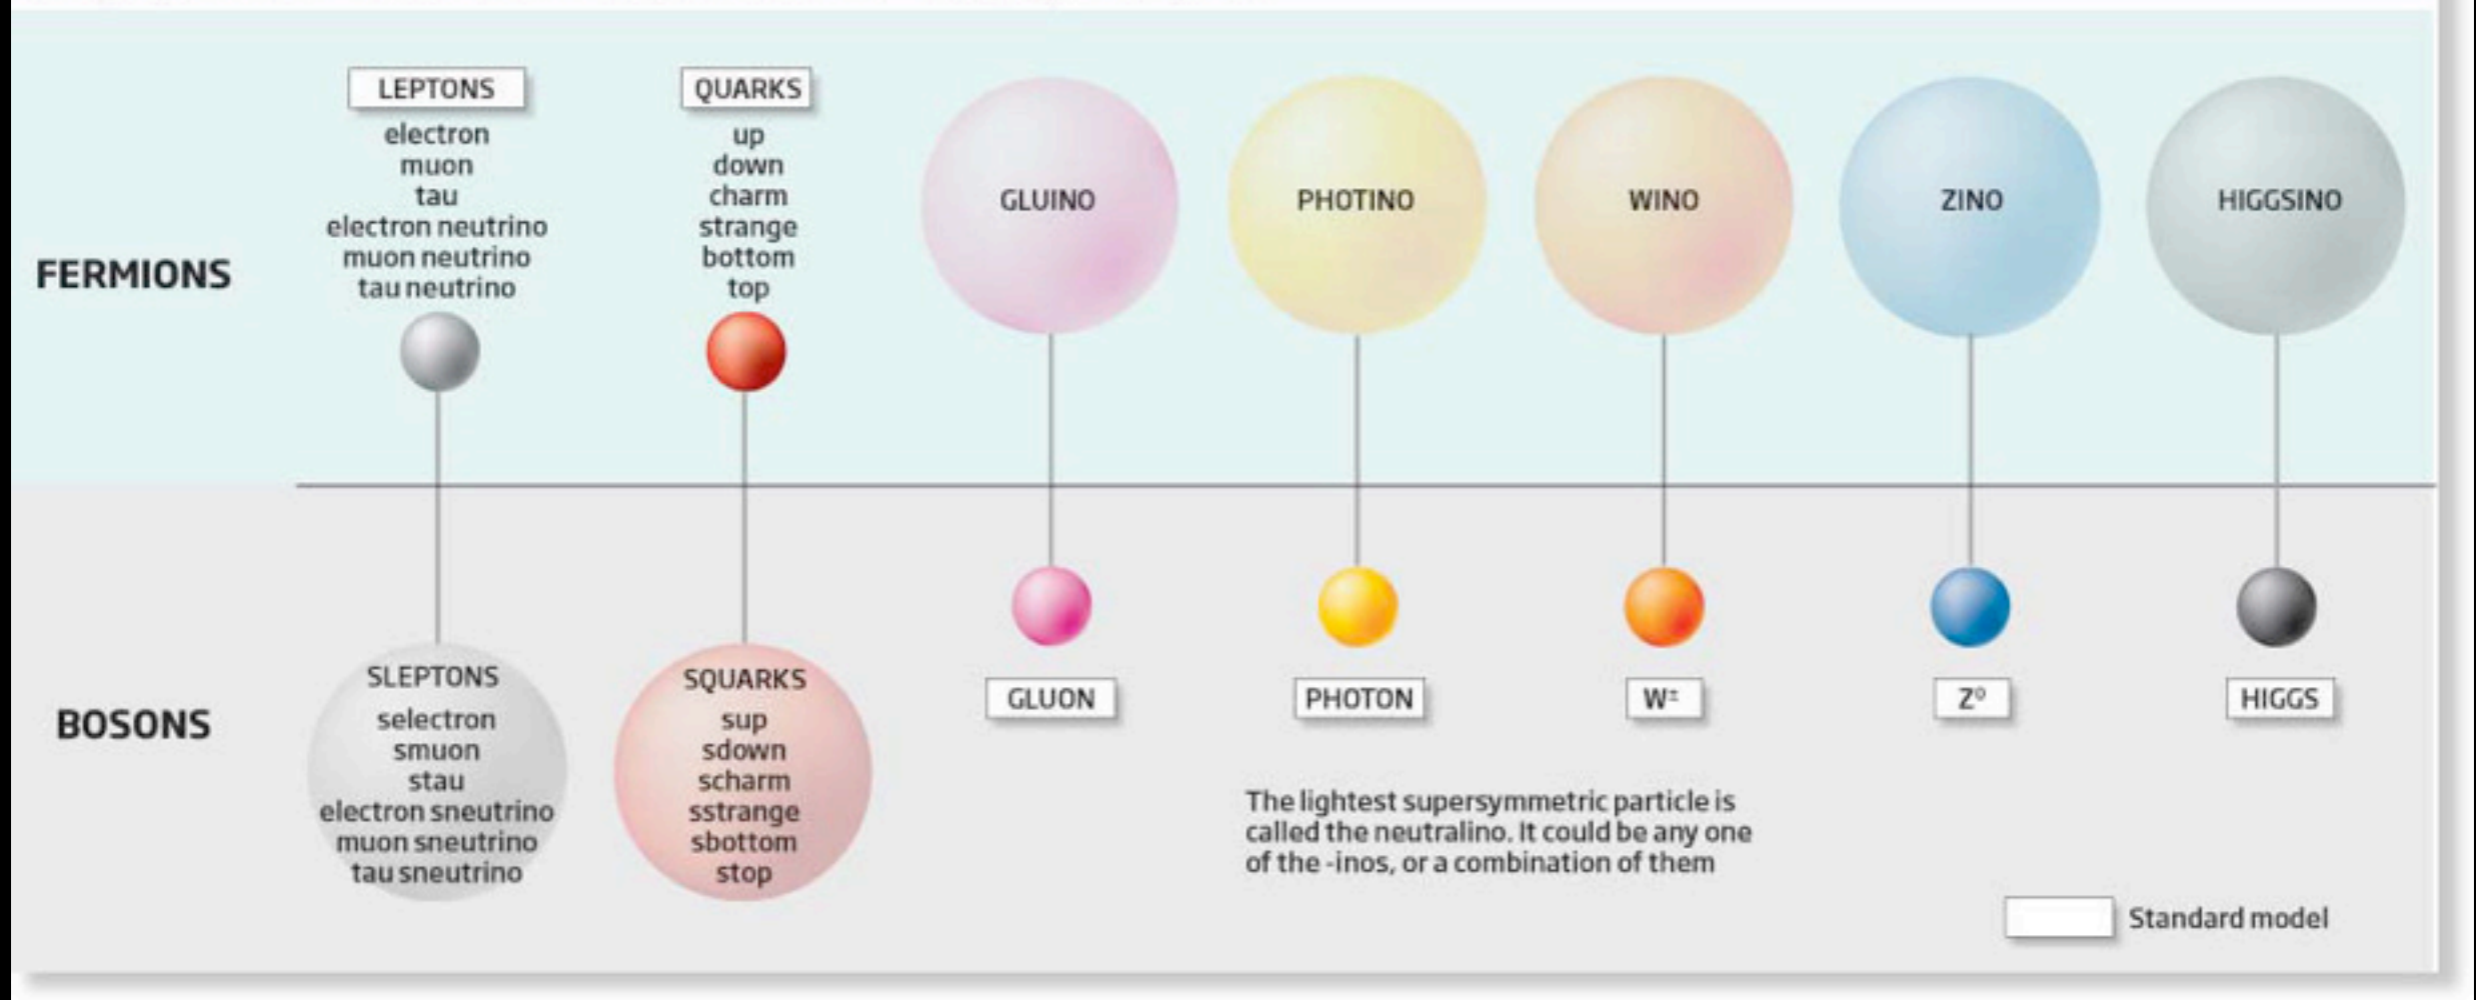 LEPTONS
electron
muon
tau
electron neutrino
muon neutrino
tau neutrino
QUARKS
up
down
charm
strange
bottom
top
GLUINO
PHOTINO
WINO
ZINO
HIGGSINO
FERMIONS
BOSONS
SLEPTONS
selectron
smuon
stau
electron sneutrino
muon sneutrino
tau sneutrino
SQUARKS
sup
sdown
scharm
sstrange
sbottom
stop
GLUON
PHOTON
W±
Z⁰
HIGGS
The lightest supersymmetric particle is
called the neutralino. It could be any one
of the -inos, or a combination of them
Standard model